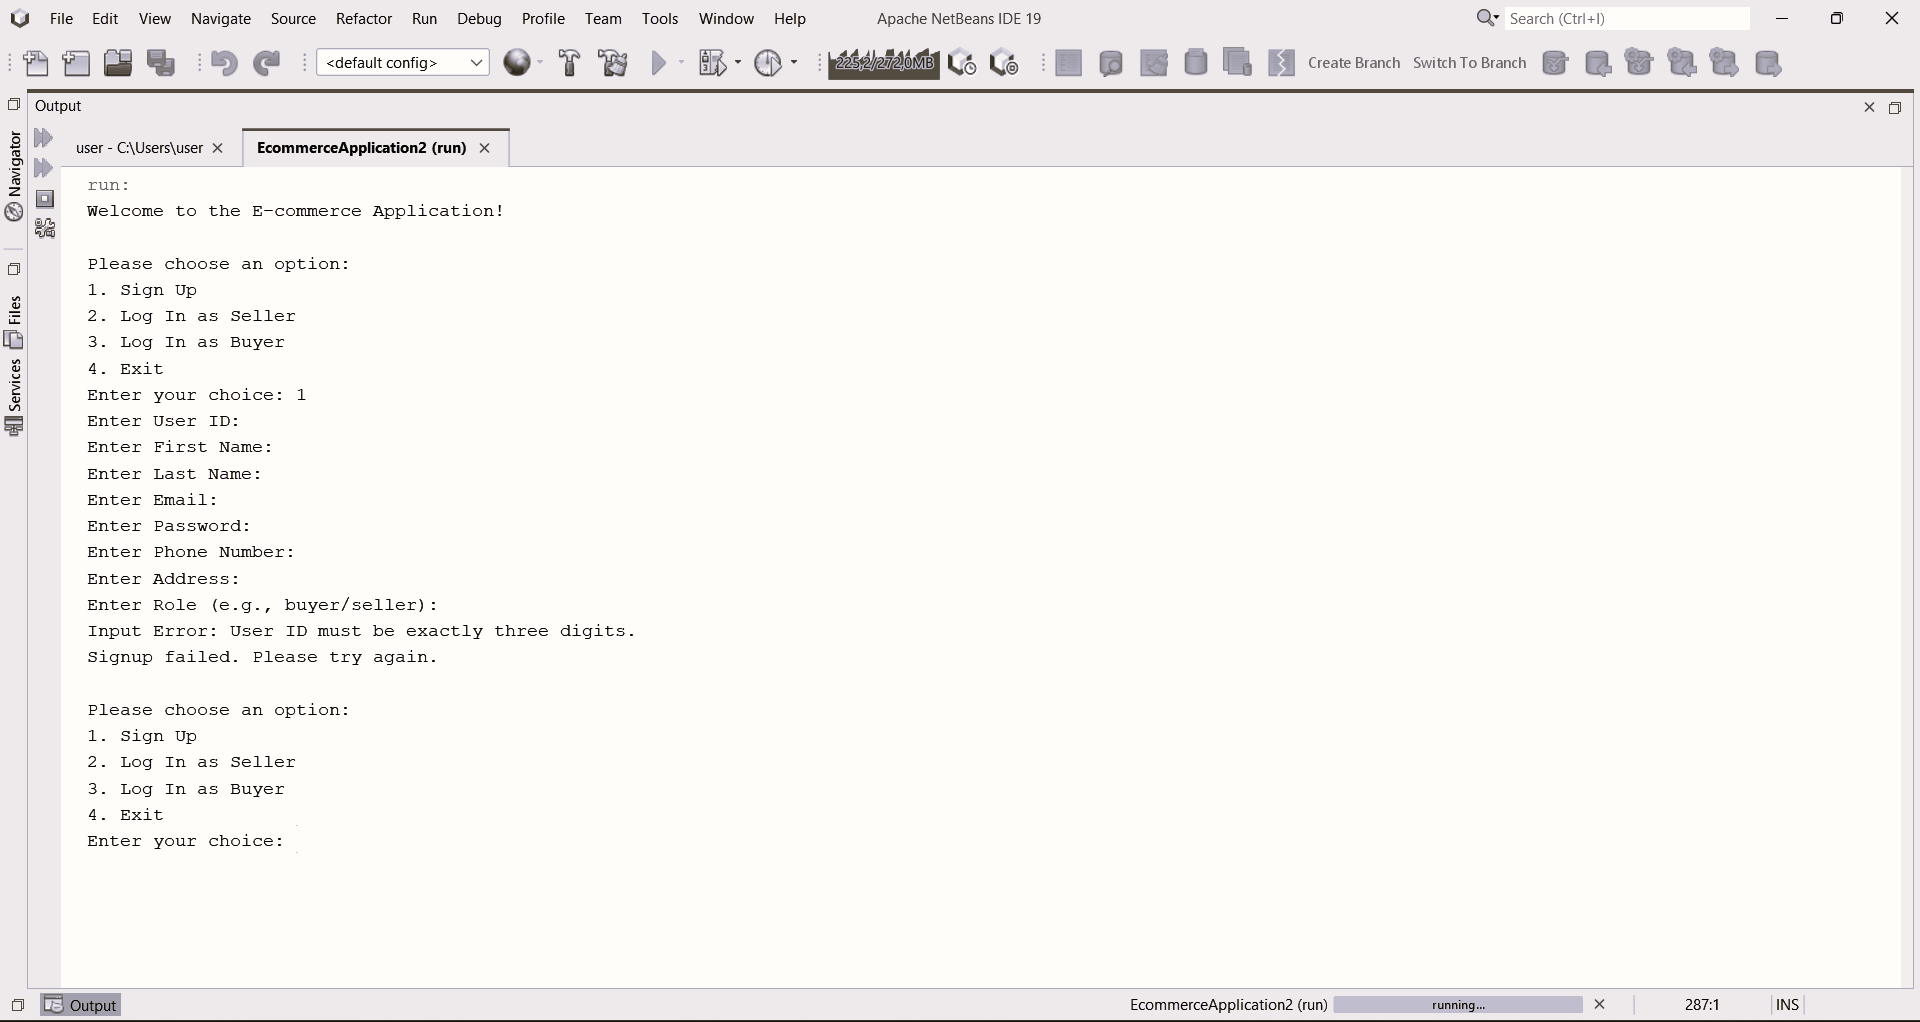 File Edit View Navigate Source Refactor Run Debug Profile Team Tools Window Help Apache NetBeans IDE 19 Search (Ctrl+I)
<default config> 225,2/272,0MB Create Branch Switch To Branch
Output
user - C:\Users\user EcommerceApplication2 (run)
Navigator
Files
Services
run:
Welcome to the E-commerce Application!
Please choose an option:
1. Sign Up
2. Log In as Seller
3. Log In as Buyer
4. Exit
Enter your choice: 1
Enter User ID:
Enter First Name:
Enter Last Name:
Enter Email:
Enter Password:
Enter Phone Number:
Enter Address:
Enter Role (e.g., buyer/seller):
Input Error: User ID must be exactly three digits.
Signup failed. Please try again.
Please choose an option:
1. Sign Up
2. Log In as Seller
3. Log In as Buyer
4. Exit
Enter your choice:
Output EcommerceApplication2 (run) running... 287:1 INS